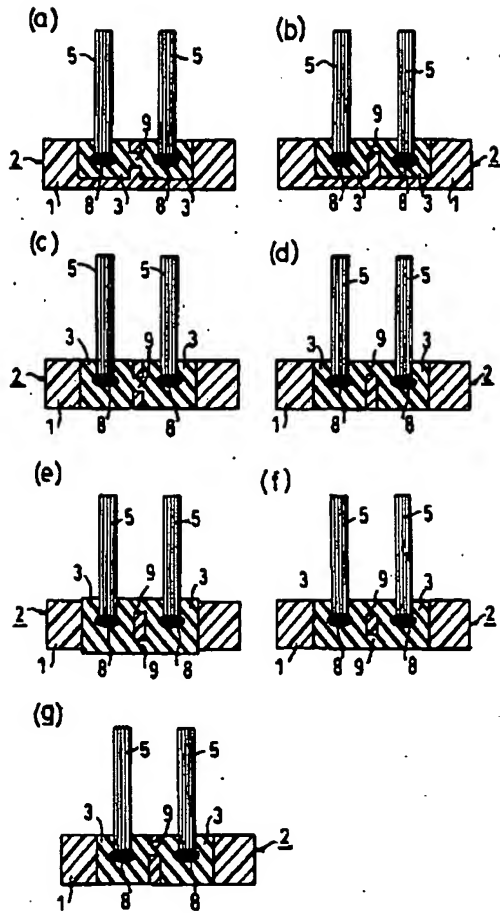 (a) (b)
5 5 5 5
9 9
2 2
1 8 3 8 3 8 3 8 3 1
(c) (d)
5 5 5 5
3 9 3 3 9 3
2 2
1 8 8 1 8 8
(e) (f)
5 5 5 5
3 9 3 3 9 3
2 2
1 8 9 8 1 8 9 8
(g)
5 5
3 9 3
2
1 8 8